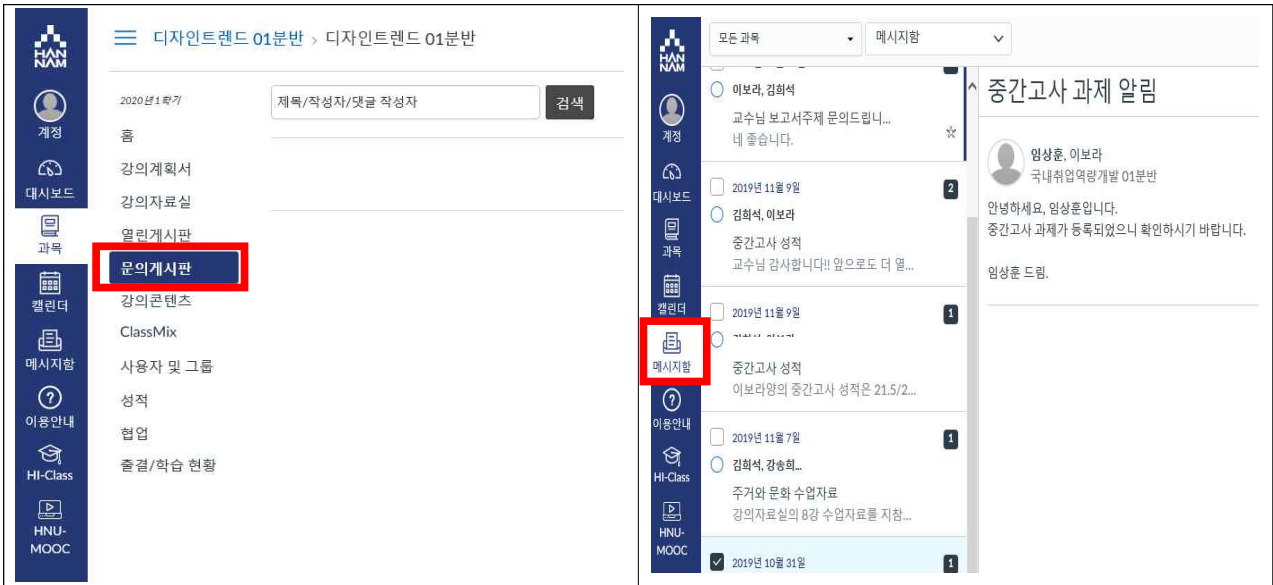 HAN
NAM
계정
대시보드
과목
캘린더
메시지함
이용안내
HI-Class
HNU-
MOOC
디자인트렌드 01분반 > 디자인트렌드 01분반
2020년 1학기
홈
강의계획서
강의자료실
열린게시판
문의게시판
강의콘텐츠
ClassMix
사용자 및 그룹
성적
협업
출결/학습 현황
제목/작성자/댓글 작성자
검색
HAN
NAM
계정
대시보드
과목
캘린더
메시지함
이용안내
HI-Class
HNU-
MOOC
모든 과목
메시지함
이보라, 김희석
교수님 보고서주제 문의드립니...
네 좋습니다.
2019년 11월 9일 2
김희석, 이보라
중간고사 성적
교수님 감사합니다!! 앞으로도 더 열...
2019년 11월 9일 1
중간고사 성적
이보라양의 중간고사 성적은 21.5/2...
2019년 11월 7일 1
김희석, 강송희...
주거와 문화 수업자료
강의자료실의 8강 수업자료를 지참...
2019년 10월 31일 1
중간고사 과제 알림
임상훈, 이보라
국내취업역량개발 01분반
안녕하세요, 임상훈입니다.
중간고사 과제가 등록되었으니 확인하시기 바랍니다.
임상훈 드림.